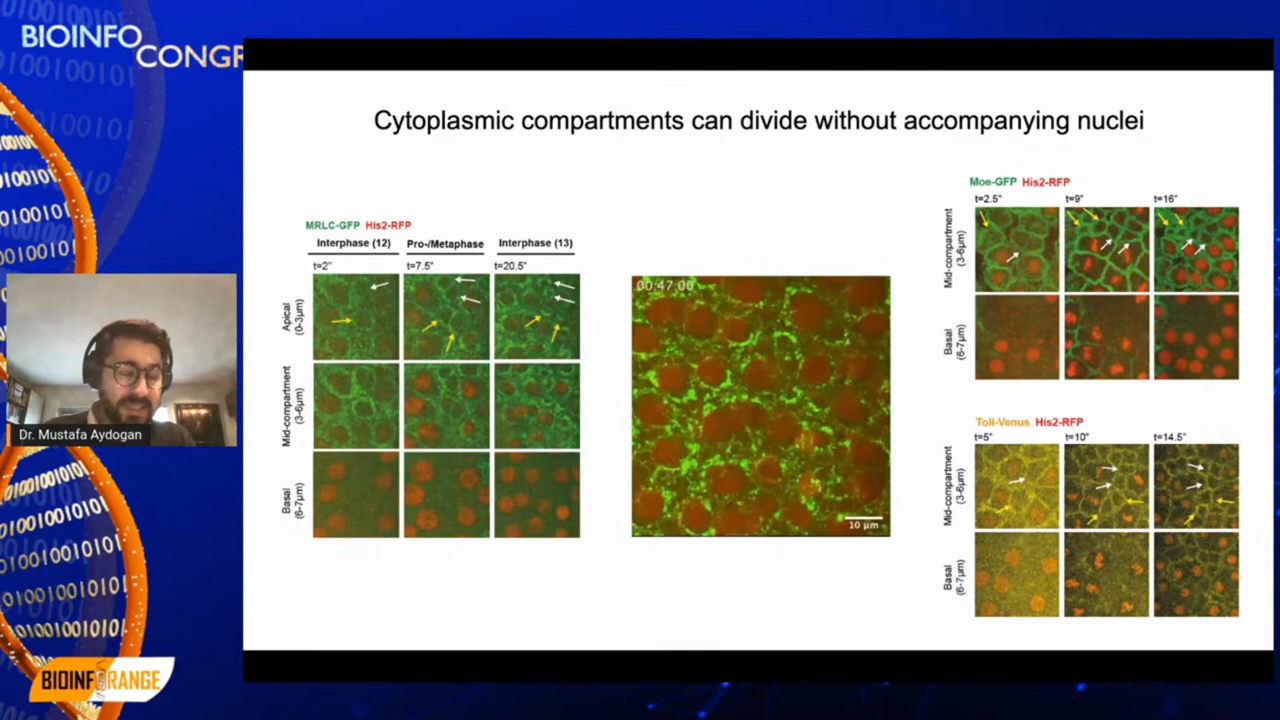 BIOINFO
CONGR
Cytoplasmic compartments can divide without accompanying nuclei
MRLC-GFP His2-RFP
Interphase (12) Pro-/Metaphase Interphase (13)
t=2" t=7.5" t=20.5"
Apical
(0-3µm)
Mid-compartment
(3-6µm)
Basal
(6-7µm)
00:47:00
10 µm
Moe-GFP His2-RFP
t=2.5" t=9" t=16"
Mid-compartment
(3-6µm)
Basal
(6-7µm)
Toll-Venus His2-RFP
t=5" t=10" t=14.5"
Mid-compartment
(3-6µm)
Basal
(6-7µm)
Dr. Mustafa Aydogan